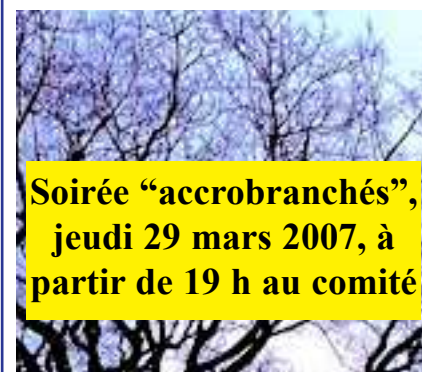 Soirée “accrobranchés”,
jeudi 29 mars 2007, à
partir de 19 h au comité